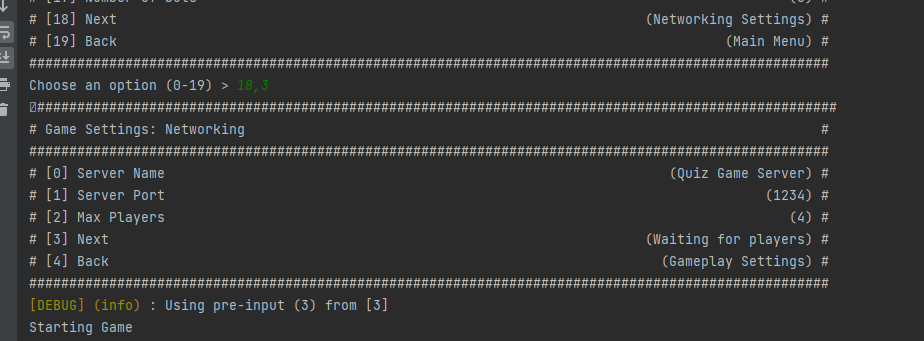 # [17] Number of bots (0) #
# [18] Next (Networking Settings) #
# [19] Back (Main Menu) #
####################################################################################################
Choose an option (0-19) > 18,3
####################################################################################################
# Game Settings: Networking #
####################################################################################################
# [0] Server Name (Quiz Game Server) #
# [1] Server Port (1234) #
# [2] Max Players (4) #
# [3] Next (Waiting for players) #
# [4] Back (Gameplay Settings) #
####################################################################################################
[DEBUG] (info) : Using pre-input (3) from [3]
Starting Game